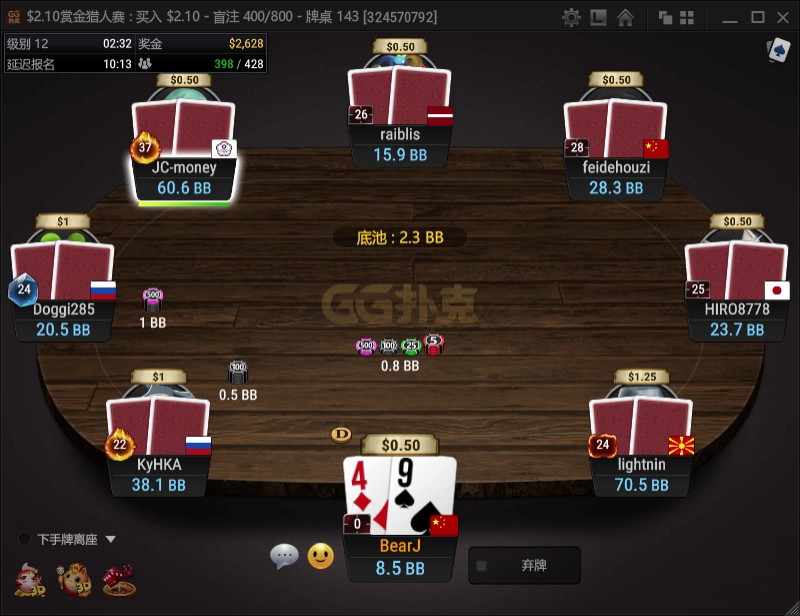 $2.10赏金猎人赛 : 买入 $2.10 - 盲注 400/800 - 牌桌 143 [324570792]
级别 12 02:32 奖金 $2,628
延迟报名 10:13 398 / 428
$0.50
26
raiblis
15.9 BB
$0.50
37
JC-money
60.6 BB
$0.50
28
feidehouzi
28.3 BB
$1
24
Doggi285
20.5 BB
500
1 BB
底池 : 2.3 BB
GG扑克
500 100 25 5
0.8 BB
$0.50
25
HIRO8778
23.7 BB
$1
22
KyHKA
38.1 BB
100
0.5 BB
D
$0.50
4 9
0
BearJ
8.5 BB
$1.25
24
lightnin
70.5 BB
下手牌离座
弃牌
3D 3D